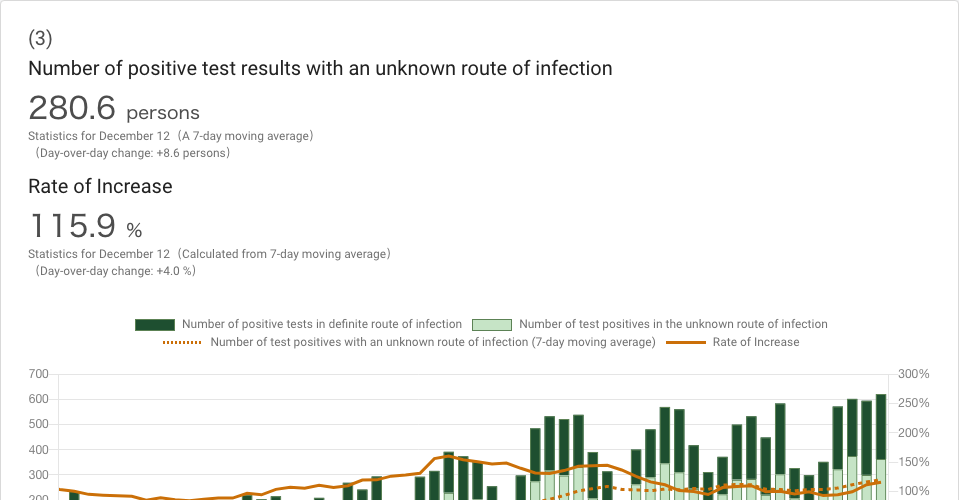 (3)
Number of positive test results with an unknown route of infection
280.6 persons
Statistics for December 12（A 7-day moving average）
（Day-over-day change: +8.6 persons）
Rate of Increase
115.9 %
Statistics for December 12（Calculated from 7-day moving average）
（Day-over-day change: +4.0 %）
Number of positive tests in definite route of infection Number of test positives in the unknown route of infection
Number of test positives with an unknown route of infection (7-day moving average) Rate of Increase
700 300%
600 250%
500 200%
400 150%
300 100%
200